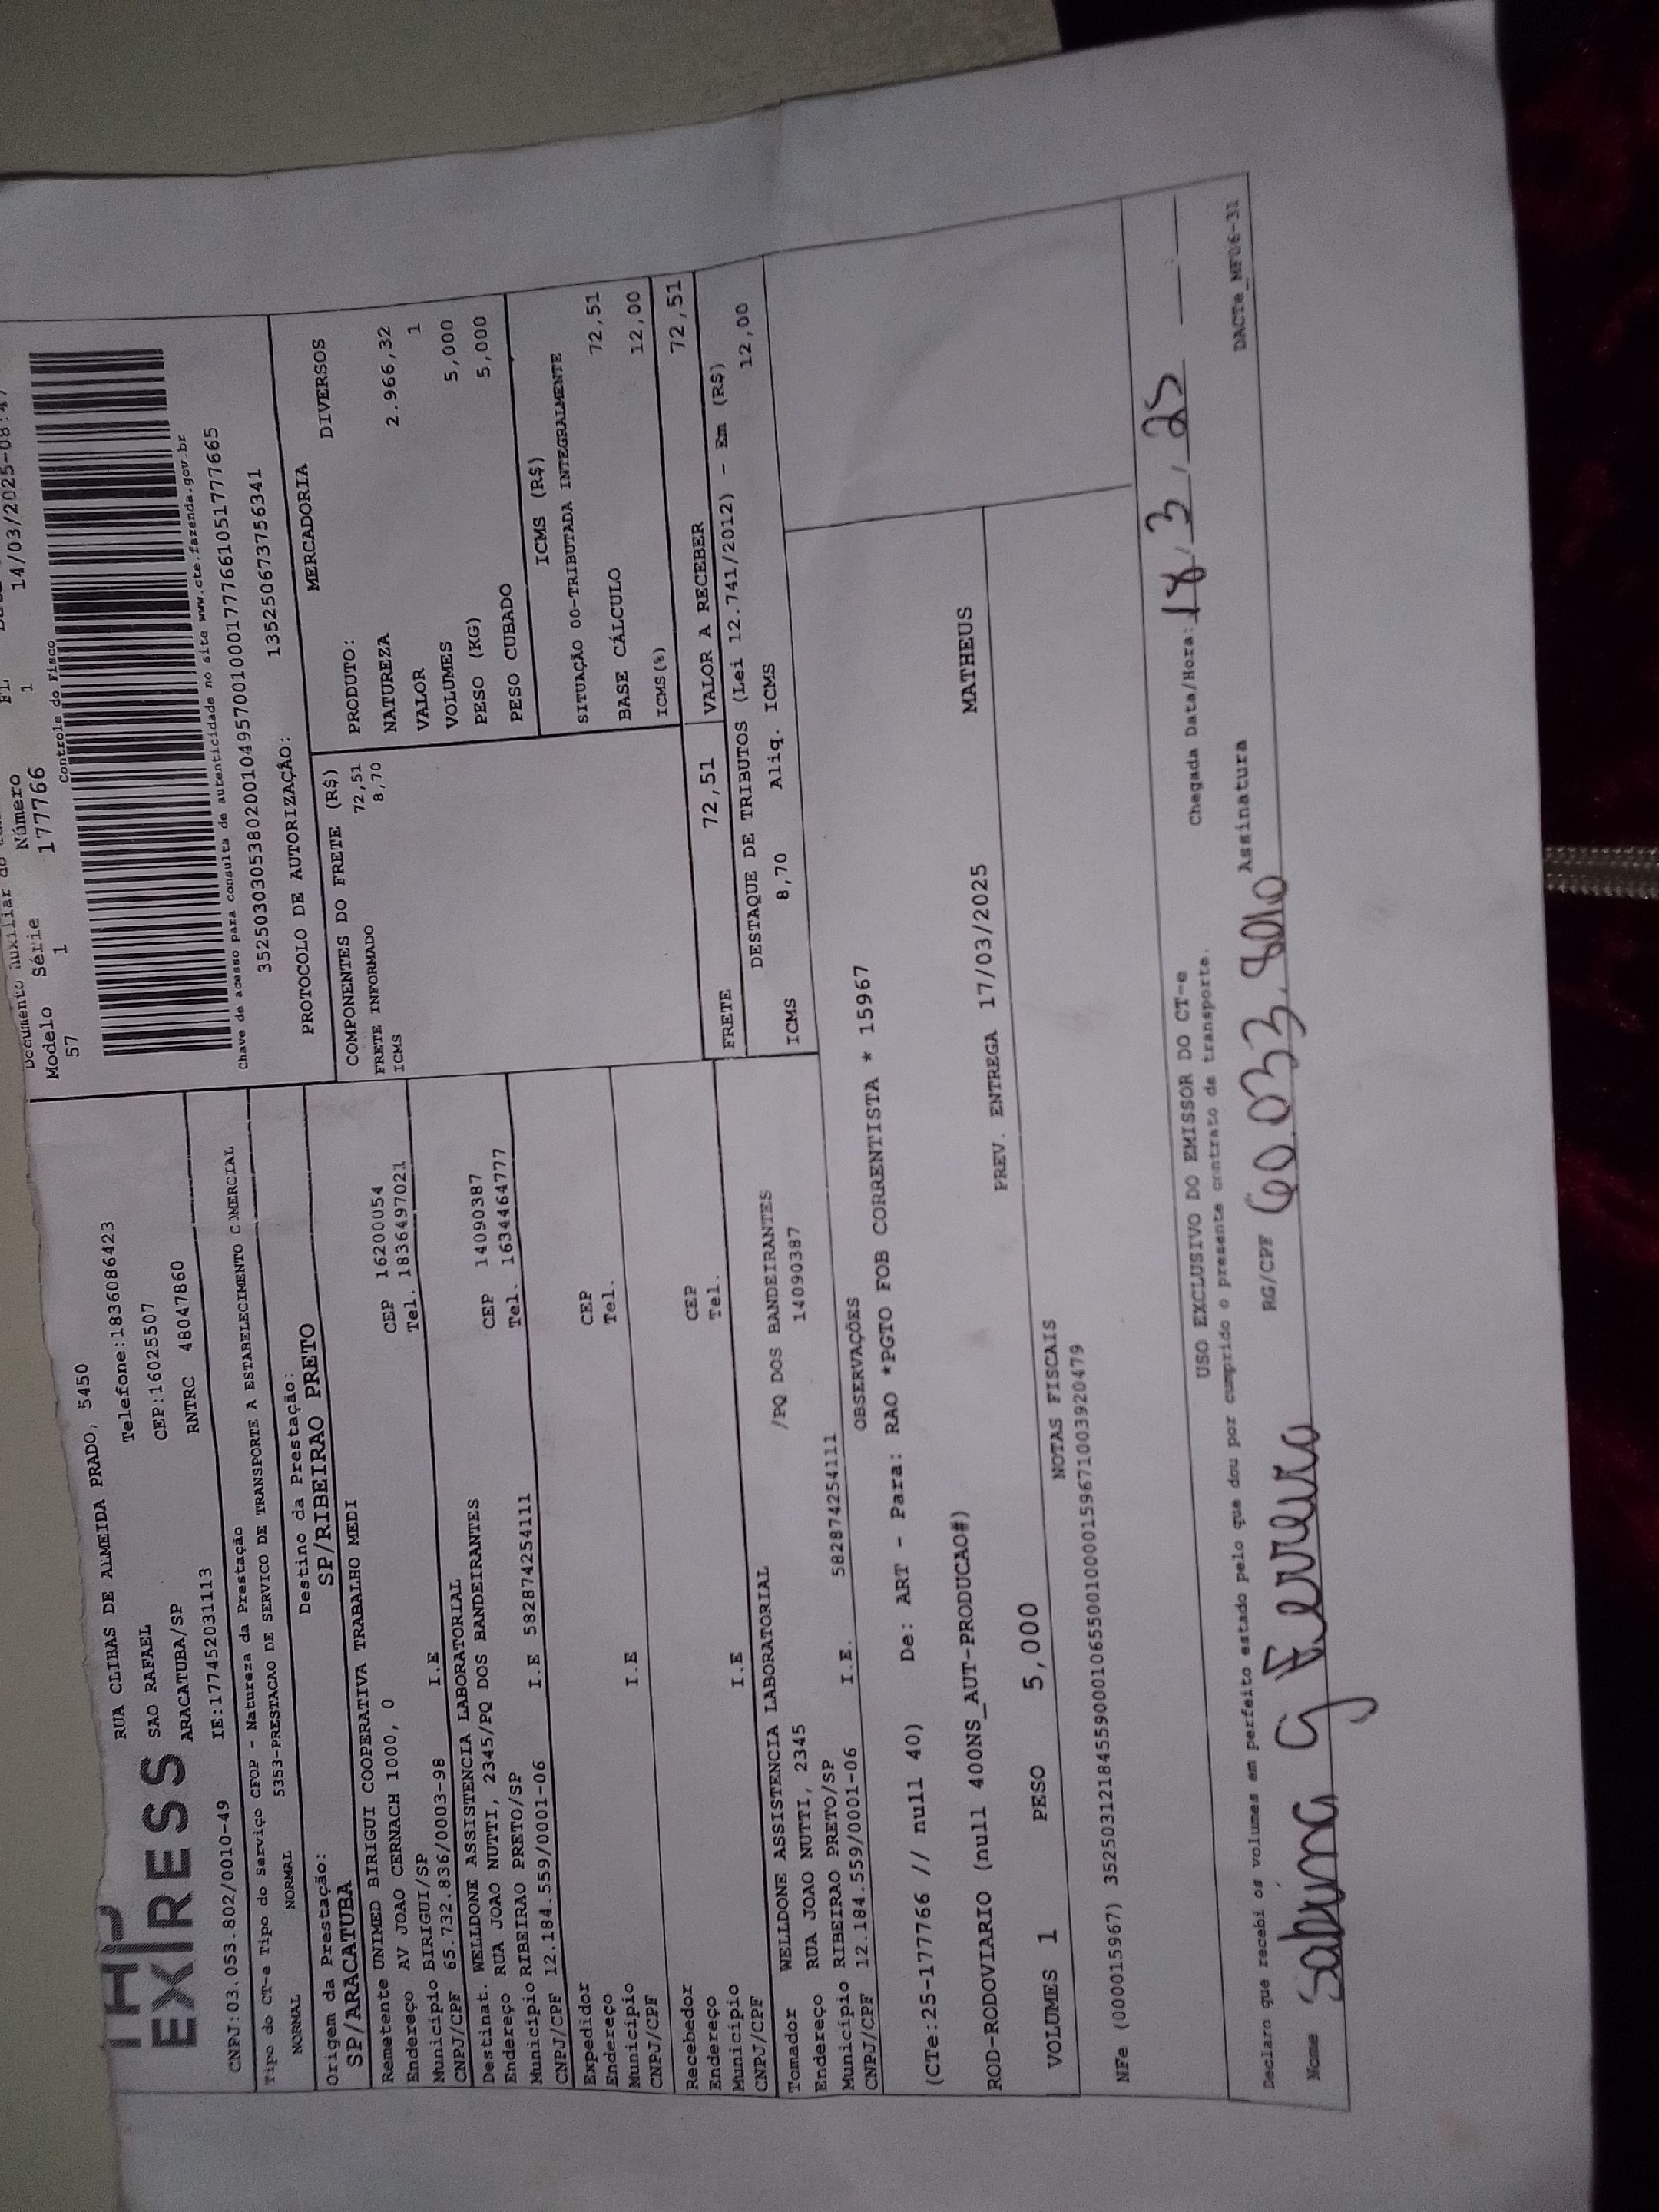 EXPRESS
RUA CLIBAS DE ALMEIDA PRADO, 5450
Telefone:1836086423
SAO RAFAEL CEP:16025507
ARACATUBA/SP RNTRC 48047860
CNPJ:03.053.802/0010-49 IE:177452031113
Documento Auxiliar do
Modelo Série Número FL
57 1 177766 1 14/03/2025-08:47
Controle do Fisco
Chave de acesso para consulta de autenticidade no site www.cte.fazenda.gov.br
35250303053802001049570010001777661051777665
PROTOCOLO DE AUTORIZAÇÃO: 135250673756341
Tipo do CT-e Tipo do Serviço CFOP - Natureza da Prestação
NORMAL NORMAL 5353-PRESTACAO DE SERVICO DE TRANSPORTE A ESTABELECIMENTO COMERCIAL
Origem da Prestação: Destino da Prestação:
SP/ARACATUBA SP/RIBEIRAO PRETO
Remetente UNIMED BIRIGUI COOPERATIVA TRABALHO MEDI
Endereço AV JOAO CERNACH 1000, 0 CEP 16200054
Município BIRIGUI/SP Tel. 1836497021
CNPJ/CPF 65.732.836/0003-98 I.E
Destinat. WELLDONE ASSISTENCIA LABORATORIAL
Endereço RUA JOAO NUTTI, 2345/PQ DOS BANDEIRANTES CEP 14090387
Município RIBEIRAO PRETO/SP Tel. 1634464777
CNPJ/CPF 12.184.559/0001-06 I.E 582874254111
Expedidor
Endereço CEP
Município Tel.
CNPJ/CPF I.E
Recebedor
Endereço CEP
Município Tel.
CNPJ/CPF I.E
COMPONENTES DO FRETE (R$)
FRETE INFORMADO 72,51
ICMS 8,70
MERCADORIA
PRODUTO: DIVERSOS
NATUREZA
VALOR 2.966,32
VOLUMES 1
PESO (KG) 5,000
PESO CUBADO 5,000
ICMS (R$)
SITUAÇÃO 00-TRIBUTADA INTEGRALMENTE
BASE CÁLCULO 72,51
ICMS(%) 12,00
FRETE 72,51 VALOR A RECEBER 72,51
DESTAQUE DE TRIBUTOS (Lei 12.741/2012) - Em (R$)
ICMS 8,70 Aliq. ICMS 12,00
Tomador WELLDONE ASSISTENCIA LABORATORIAL
Endereço RUA JOAO NUTTI, 2345 /PQ DOS BANDEIRANTES
Município RIBEIRAO PRETO/SP 14090387
CNPJ/CPF 12.184.559/0001-06 I.E. 582874254111
OBSERVAÇÕES
(CTe:25-177766 // null 40) De: ART - Para: RAO *PGTO FOB CORRENTISTA * 15967
ROD-RODOVIARIO (null 400NS_AUT-PRODUCAO#) MATHEUS
VOLUMES 1 PESO 5,000 PREV. ENTREGA 17/03/2025
NOTAS FISCAIS
NFe (000015967) 35250312184559000106550010000159671003920479
USO EXCLUSIVO DO EMISSOR DO CT-e
Declaro que recebi os volumes em perfeito estado pelo que dou por cumprido o presente contrato de transporte.
Chegada Data/Hora: 18/3/25 __:__
Nome Sabrina G Ferreira RG/CPF Assinatura
DACTe_MF06-31